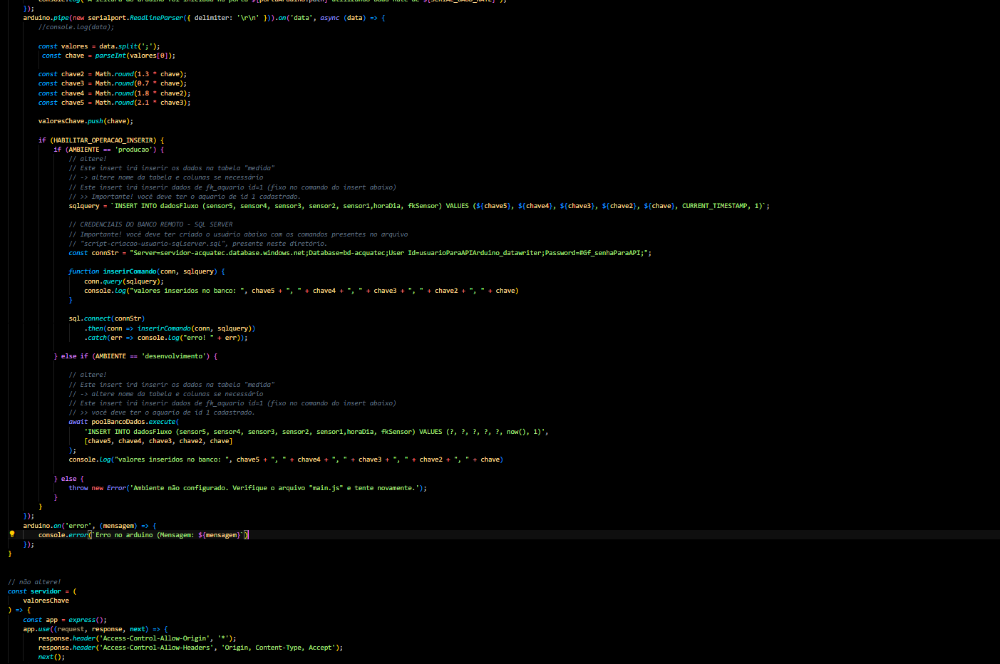 console.log(`A leitura do arduino foi iniciada na porta ${portaArduino.path} utilizando Baud Rate de ${SERIAL_BAUD_RATE}`);
});
arduino.pipe(new serialport.ReadLineParser({ delimiter: '\r\n' })).on('data', async (data) => {
//console.log(data);
const valores = data.split(';');
const chave = parseInt(valores[0]);
const chave2 = Math.round(1.3 * chave);
const chave3 = Math.round(0.7 * chave);
const chave4 = Math.round(1.8 * chave2);
const chave5 = Math.round(2.1 * chave3);
valoresChave.push(chave);
if (HABILITAR_OPERACAO_INSERIR) {
if (AMBIENTE == 'producao') {
// altere!
// Este insert irá inserir os dados na tabela "medida"
// -> altere nome da tabela e colunas se necessário
// Este insert irá inserir dados de fk_aquario id=1 (fixo no comando do insert abaixo)
// >> Importante! você deve ter o aquario de id 1 cadastrado.
sqlquery = `INSERT INTO dadosFluxo (sensor5, sensor4, sensor3, sensor2, sensor1,horaDia, fkSensor) VALUES (${chave5}, ${chave4}, ${chave3}, ${chave2}, ${chave}, CURRENT_TIMESTAMP, 1)`;
// CREDENCIAIS DO BANCO REMOTO - SQL SERVER
// Importante! você deve ter criado o usuário abaixo com os comandos presentes no arquivo
// "script-criacao-usuario-sqlserver.sql", presente neste diretório.
const connStr = "Server=servidor-acquatec.database.windows.net;Database=bd-acquatec;User Id=usuarioParaAPIArduino_datawriter;Password=#Gf_senhaParaAPI;";
function inserirComando(conn, sqlquery) {
conn.query(sqlquery);
console.log("valores inseridos no banco: ", chave5 + ", " + chave4 + ", " + chave3 + ", " + chave2 + ", " + chave)
}
sql.connect(connStr)
.then(conn => inserirComando(conn, sqlquery))
.catch(err => console.log("erro! " + err));
} else if (AMBIENTE == 'desenvolvimento') {
// altere!
// Este insert irá inserir os dados na tabela "medida"
// -> altere nome da tabela e colunas se necessário
// Este insert irá inserir dados de fk_aquario id=1 (fixo no comando do insert abaixo)
// >> você deve ter o aquario de id 1 cadastrado.
await poolBancoDados.execute(
'INSERT INTO dadosFluxo (sensor5, sensor4, sensor3, sensor2, sensor1,horaDia, fkSensor) VALUES (?, ?, ?, ?, ?, now(), 1)',
[chave5, chave4, chave3, chave2, chave]
);
console.log("valores inseridos no banco: ", chave5 + ", " + chave4 + ", " + chave3 + ", " + chave2 + ", " + chave)
} else {
throw new Error('Ambiente não configurado. Verifique o arquivo "main.js" e tente novamente.');
}
}
});
arduino.on('error', (mensagem) => {
console.error(`Erro no arduino (Mensagem: ${mensagem}`)
});
}
// não altere!
const servidor = (
valoresChave
) => {
const app = express();
app.use((request, response, next) => {
response.header('Access-Control-Allow-Origin', '*');
response.header('Access-Control-Allow-Headers', 'Origin, Content-Type, Accept');
next();